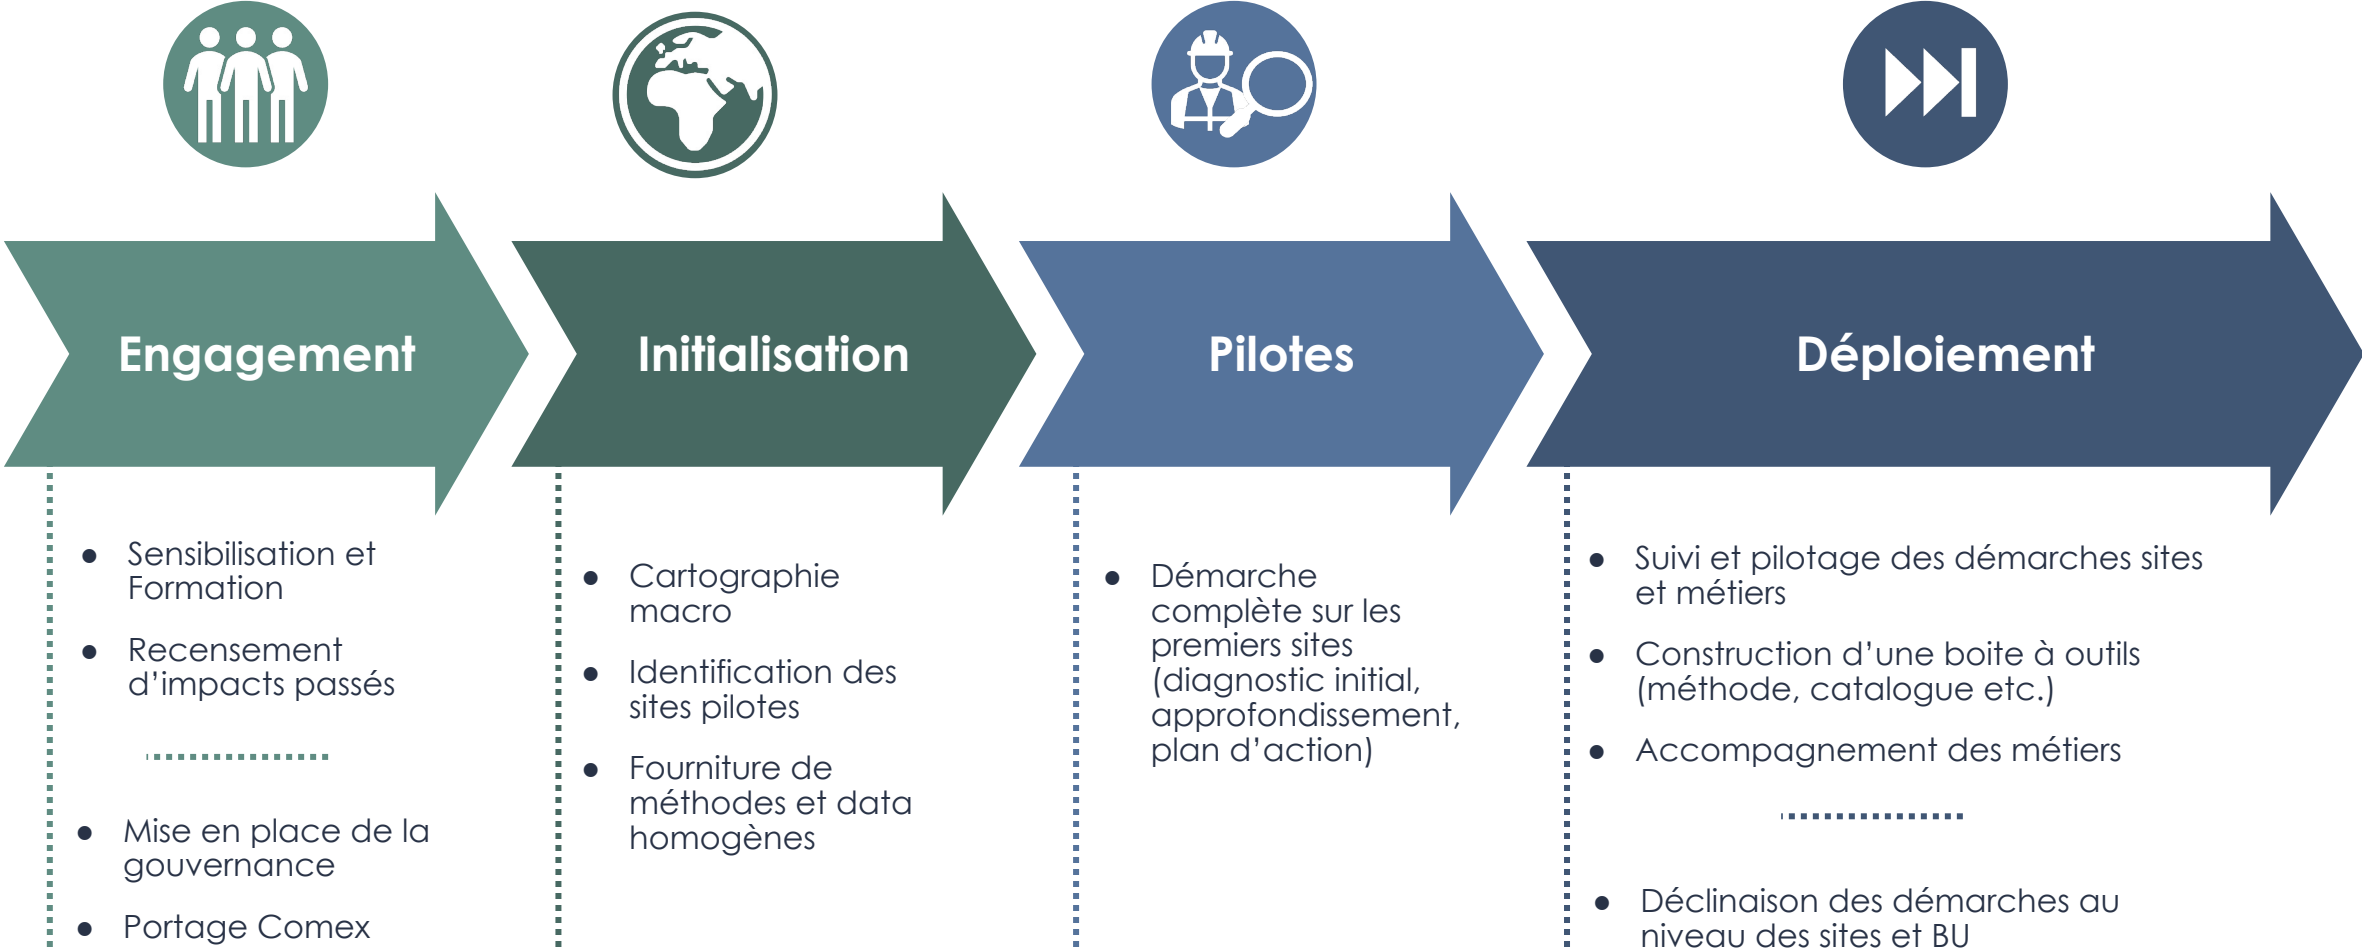 Engagement
Initialisation
Pilotes
Déploiement
● Sensibilisation et
Formation
● Recensement
d’impacts passés
● Mise en place de la
gouvernance
● Portage Comex
● Cartographie
macro
● Identification des
sites pilotes
● Fourniture de
méthodes et data
homogènes
● Démarche
complète sur les
premiers sites
(diagnostic initial,
approfondissement,
plan d’action)
● Suivi et pilotage des démarches sites
et métiers
● Construction d’une boite à outils
(méthode, catalogue etc.)
● Accompagnement des métiers
● Déclinaison des démarches au
niveau des sites et BU